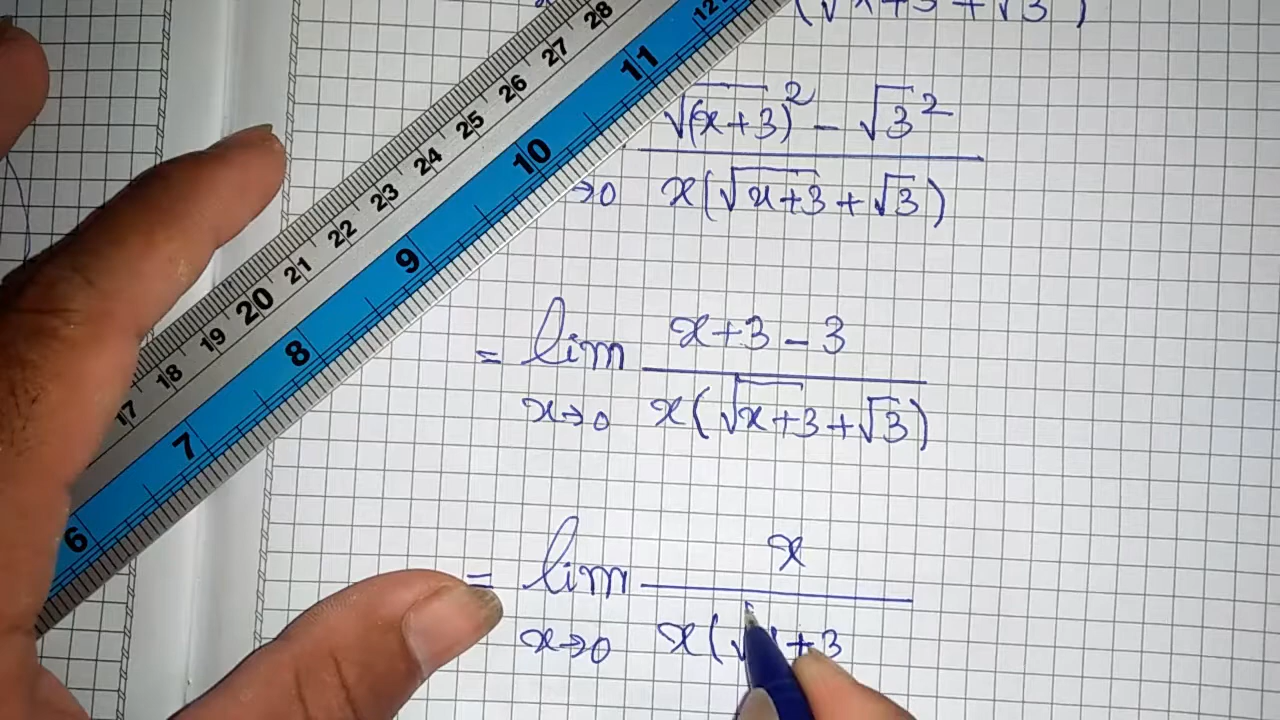 (√x+3 + √3)
√(x+3)² - √3²
→0 x(√x+3 + √3)
= lim x+3-3
x→0 x(√x+3 + √3)
= lim x
x→0 x(√x+3
6 7 8 9 10 11 12
17 18 19 20 21 22 23 24 25 26 27 28